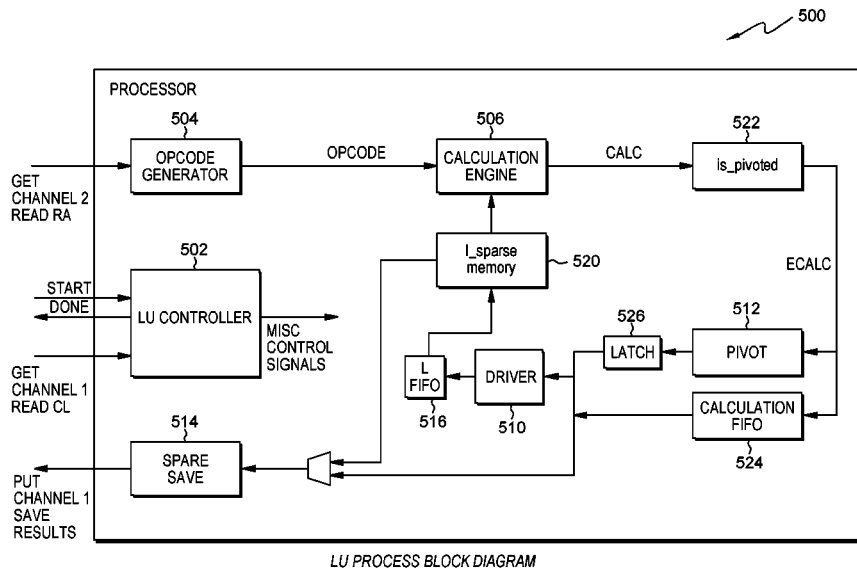 500
PROCESSOR
504
506
522
OPCODE
GENERATOR
OPCODE
CALCULATION
ENGINE
CALC
is_pivoted
GET
CHANNEL 2
READ RA
502
l_sparse
memory
520
ECALC
START
DONE
LU CONTROLLER
MISC
CONTROL
SIGNALS
526
512
LATCH
PIVOT
GET
CHANNEL 1
READ CL
L
FIFO
516
DRIVER
510
CALCULATION
FIFO
524
514
SPARE
SAVE
PUT
CHANNEL 1
SAVE
RESULTS
LU PROCESS BLOCK DIAGRAM